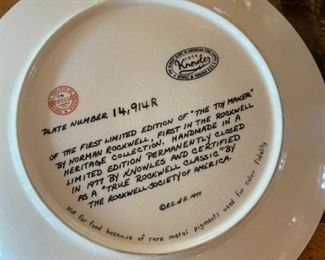 Knowles
PLATE NUMBER 14,914R
OF THE FIRST LIMITED EDITION OF "THE TOY MAKER"
BY NORMAN ROCKWELL, FIRST IN THE ROCKWELL
HERITAGE COLLECTION. HANDMADE IN A
LIMITED EDITION PERMANENTLY CLOSED
IN 1977 BY KNOWLES AND CERTIFIED "BY
AS A "TRUE ROCKWELL CLASSIC" BY
THE ROCKWELL SOCIETY OF AMERICA.
Not for food because of rare metal pigments used for color fidelity